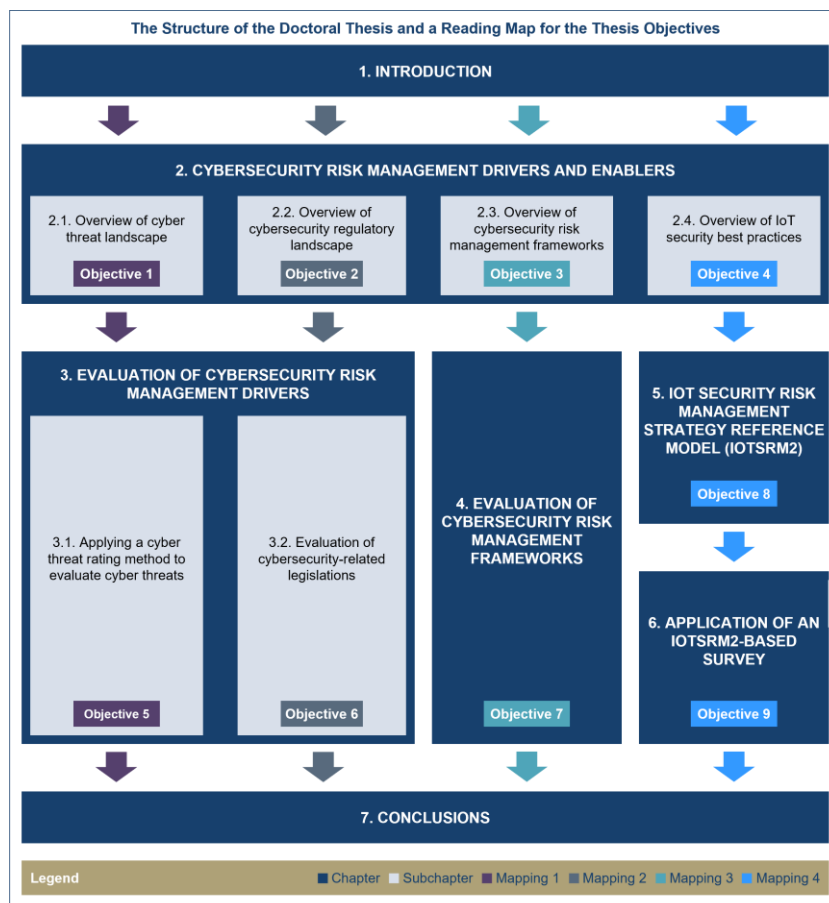 The Structure of the Doctoral Thesis and a Reading Map for the Thesis Objectives
1. INTRODUCTION
2. CYBERSECURITY RISK MANAGEMENT DRIVERS AND ENABLERS
2.1. Overview of cyber
threat landscape
Objective 1
2.2. Overview of
cybersecurity regulatory
landscape
Objective 2
2.3. Overview of
cybersecurity risk
management frameworks
Objective 3
2.4. Overview of IoT
security best practices
Objective 4
3. EVALUATION OF CYBERSECURITY RISK
MANAGEMENT DRIVERS
3.1. Applying a cyber
threat rating method to
evaluate cyber threats
Objective 5
3.2. Evaluation of
cybersecurity-related
legislations
Objective 6
4. EVALUATION OF
CYBERSECURITY RISK
MANAGEMENT
FRAMEWORKS
Objective 7
5. IOT SECURITY RISK
MANAGEMENT
STRATEGY REFERENCE
MODEL (IOTSRM2)
Objective 8
6. APPLICATION OF AN
IOTSRM2-BASED
SURVEY
Objective 9
7. CONCLUSIONS
Legend
Chapter
Subchapter
Mapping 1
Mapping 2
Mapping 3
Mapping 4